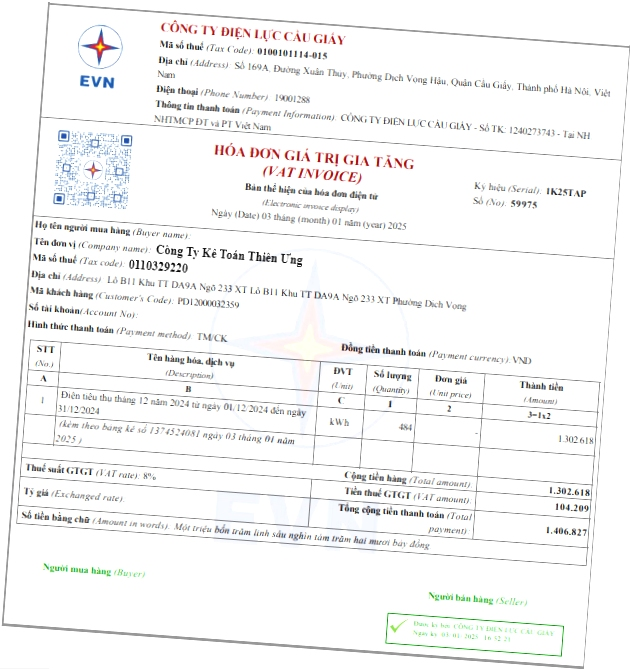 CÔNG TY ĐIỆN LỰC CẦU GIẤY
Mã số thuế (Tax Code): 0100101114-015
Địa chỉ (Address): Số 169A, Đường Xuân Thủy, Phường Dịch Vọng Hậu, Quận Cầu Giấy, Thành phố Hà Nội, Việt
Nam
EVN
Điện thoại (Phone Number): 19001288
Thông tin thanh toán (Payment Information): CÔNG TY ĐIỆN LỰC CẦU GIẤY - Số TK: 1240273743 - Tại NH
NHTMCP ĐT và PT Việt Nam
HÓA ĐƠN GIÁ TRỊ GIA TĂNG
(VAT INVOICE)
Bản thể hiện của hóa đơn điện tử
(Electronic invoice display)
Ngày (Date) 03 tháng (month) 01 năm (year) 2025
Ký hiệu (Serial): 1K25TAP
Số (No): 59975
Họ tên người mua hàng (Buyer name):
Tên đơn vị (Company name): Công Ty Kế Toán Thiên Ưng
Mã số thuế (Tax code): 0110329220
Địa chỉ (Address) Lô B11 Khu TT DA9A Ngõ 233 XT Lô B11 Khu TT DA9A Ngõ 233 XT Phường Dịch Vọng
Mã khách hàng (Customer's Code): PD12000032359
Số tài khoản/Account No):
Hình thức thanh toán (Payment method): TM/CK
Đồng tiền thanh toán (Payment currency): VND
STT (No.) Tên hàng hóa, dịch vụ (Description) ĐVT (Unit) Số lượng (Quantity) Đơn giá (Unit price) Thành tiền (Amount)
A B C 1 2 3=1x2
1 Điện tiêu thụ tháng 12 năm 2024 từ ngày 01/12/2024 đến ngày
31/12/2024 kWh 484 - 1.302.618
(kèm theo bảng kê số 1374524081 ngày 03 tháng 01 năm
2025 )
Cộng tiền hàng (Total amount): 1.302.618
Thuế suất GTGT (VAT rate): 8% Tiền thuế GTGT (VAT amount): 104.209
Tỷ giá (Exchanged rate): Tổng cộng tiền thanh toán (Total
payment): 1.406.827
Số tiền bằng chữ (Amount in words): Một triệu bốn trăm linh sáu nghìn tám trăm hai mươi bảy đồng
EVN
Người mua hàng (Buyer)
Người bán hàng (Seller)
Được ký bởi CÔNG TY ĐIỆN LỰC CẦU GIẤY
Ngày ký: 03/01/2025